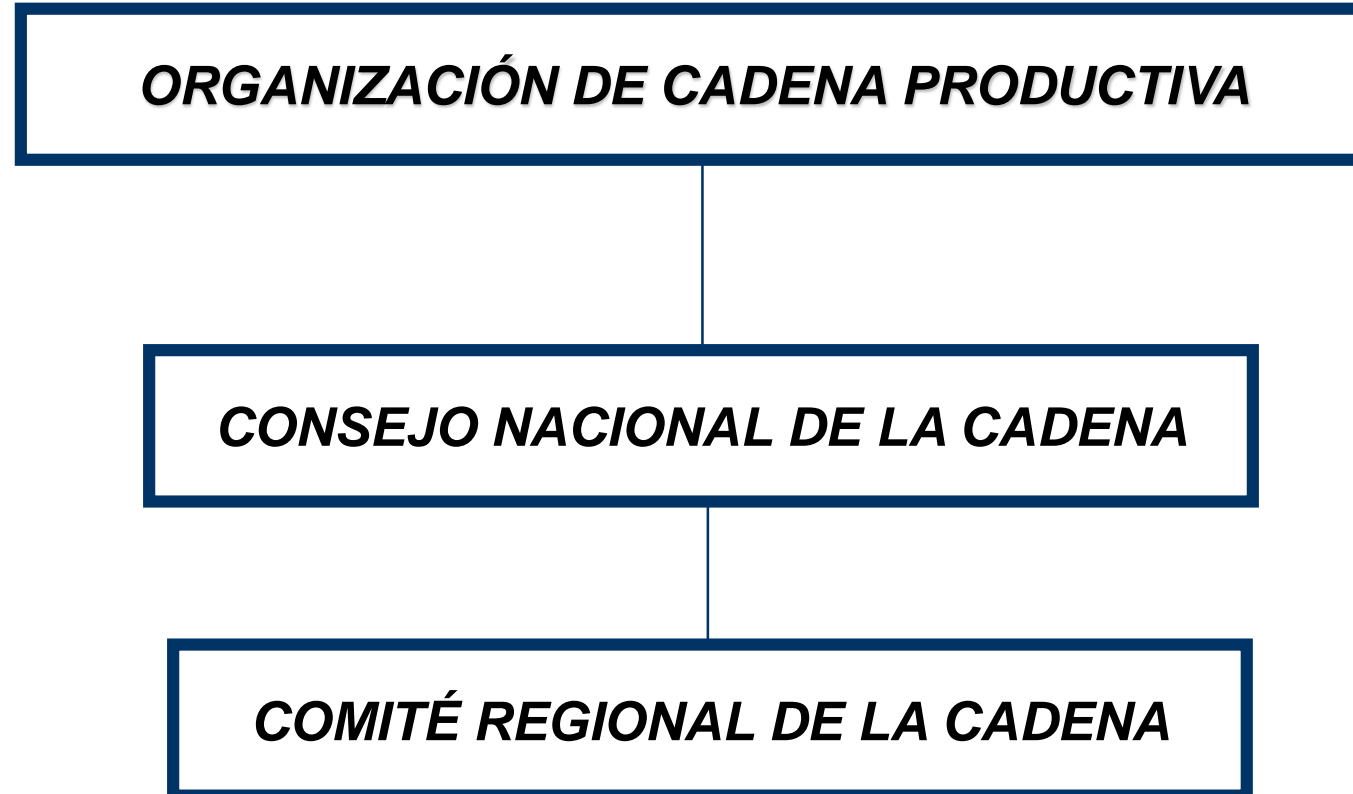 ORGANIZACIÓN DE CADENA PRODUCTIVA
CONSEJO NACIONAL DE LA CADENA
COMITÉ REGIONAL DE LA CADENA